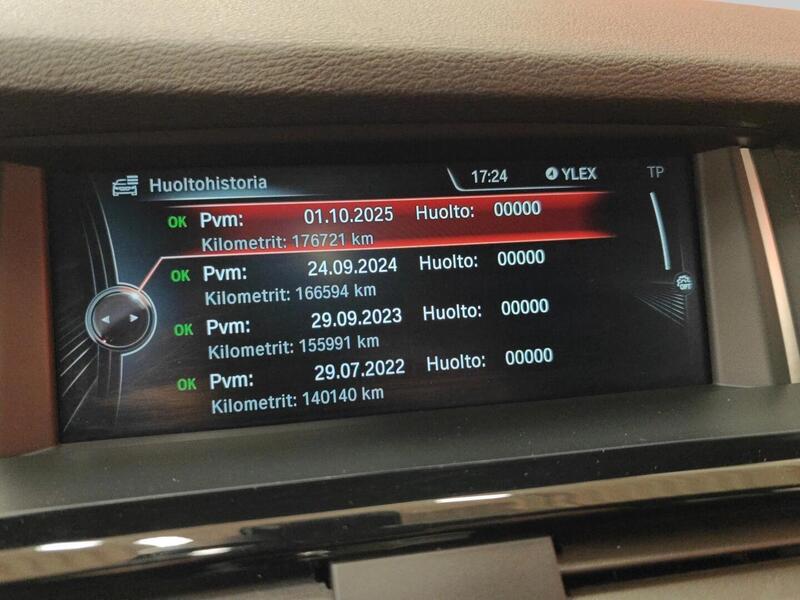 Huoltohistoria 17:24 YLEX TP
OK Pvm: 01.10.2025 Huolto: 00000
Kilometrit: 176721 km
OK Pvm: 24.09.2024 Huolto: 00000
Kilometrit: 166594 km
OK Pvm: 29.09.2023 Huolto: 00000
Kilometrit: 155991 km
OK Pvm: 29.07.2022 Huolto: 00000
Kilometrit: 140140 km
OFF